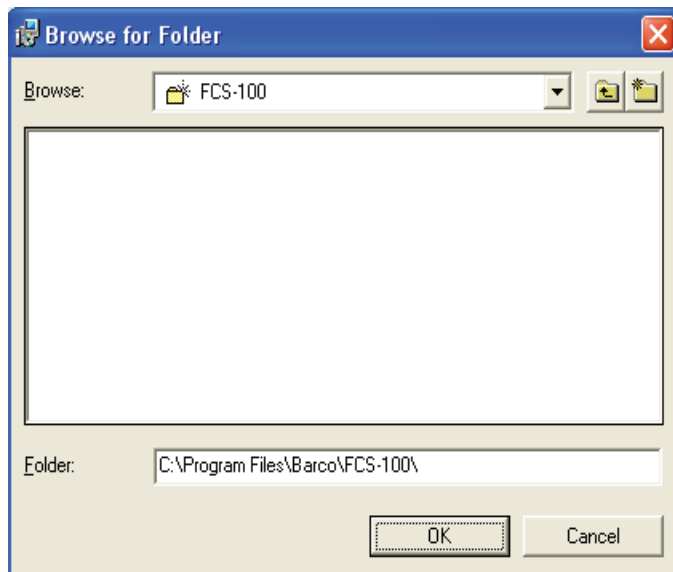 Browse for Folder
Browse: FCS-100
Folder: C:\Program Files\Barco\FCS-100\
OK Cancel